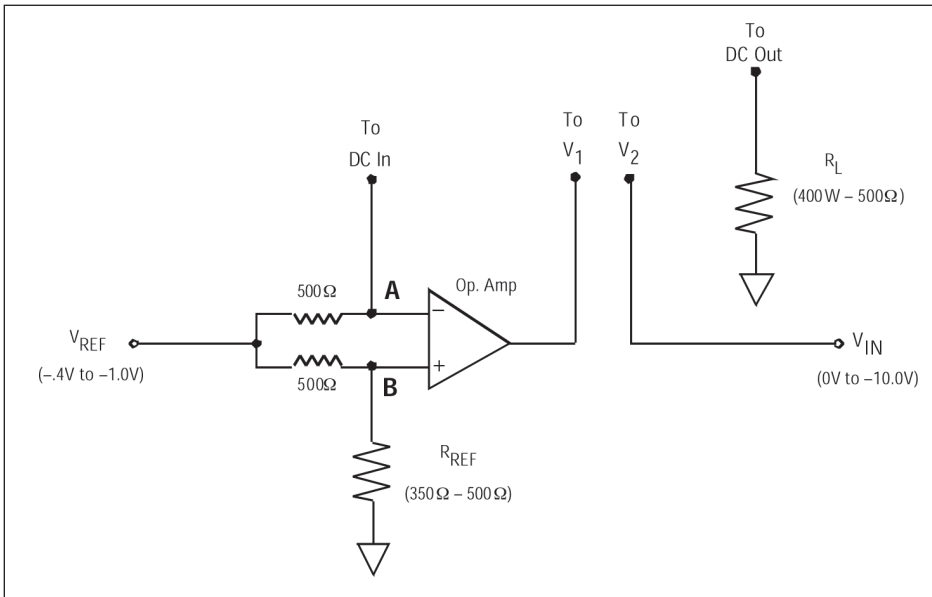 To
DC Out
To
DC In
To
V1
To
V2
RL
(400W – 500Ω)
500Ω
A
Op. Amp
−
+
VREF
(–.4V to –1.0V)
500Ω
B
VIN
(0V to –10.0V)
RREF
(350Ω – 500Ω)